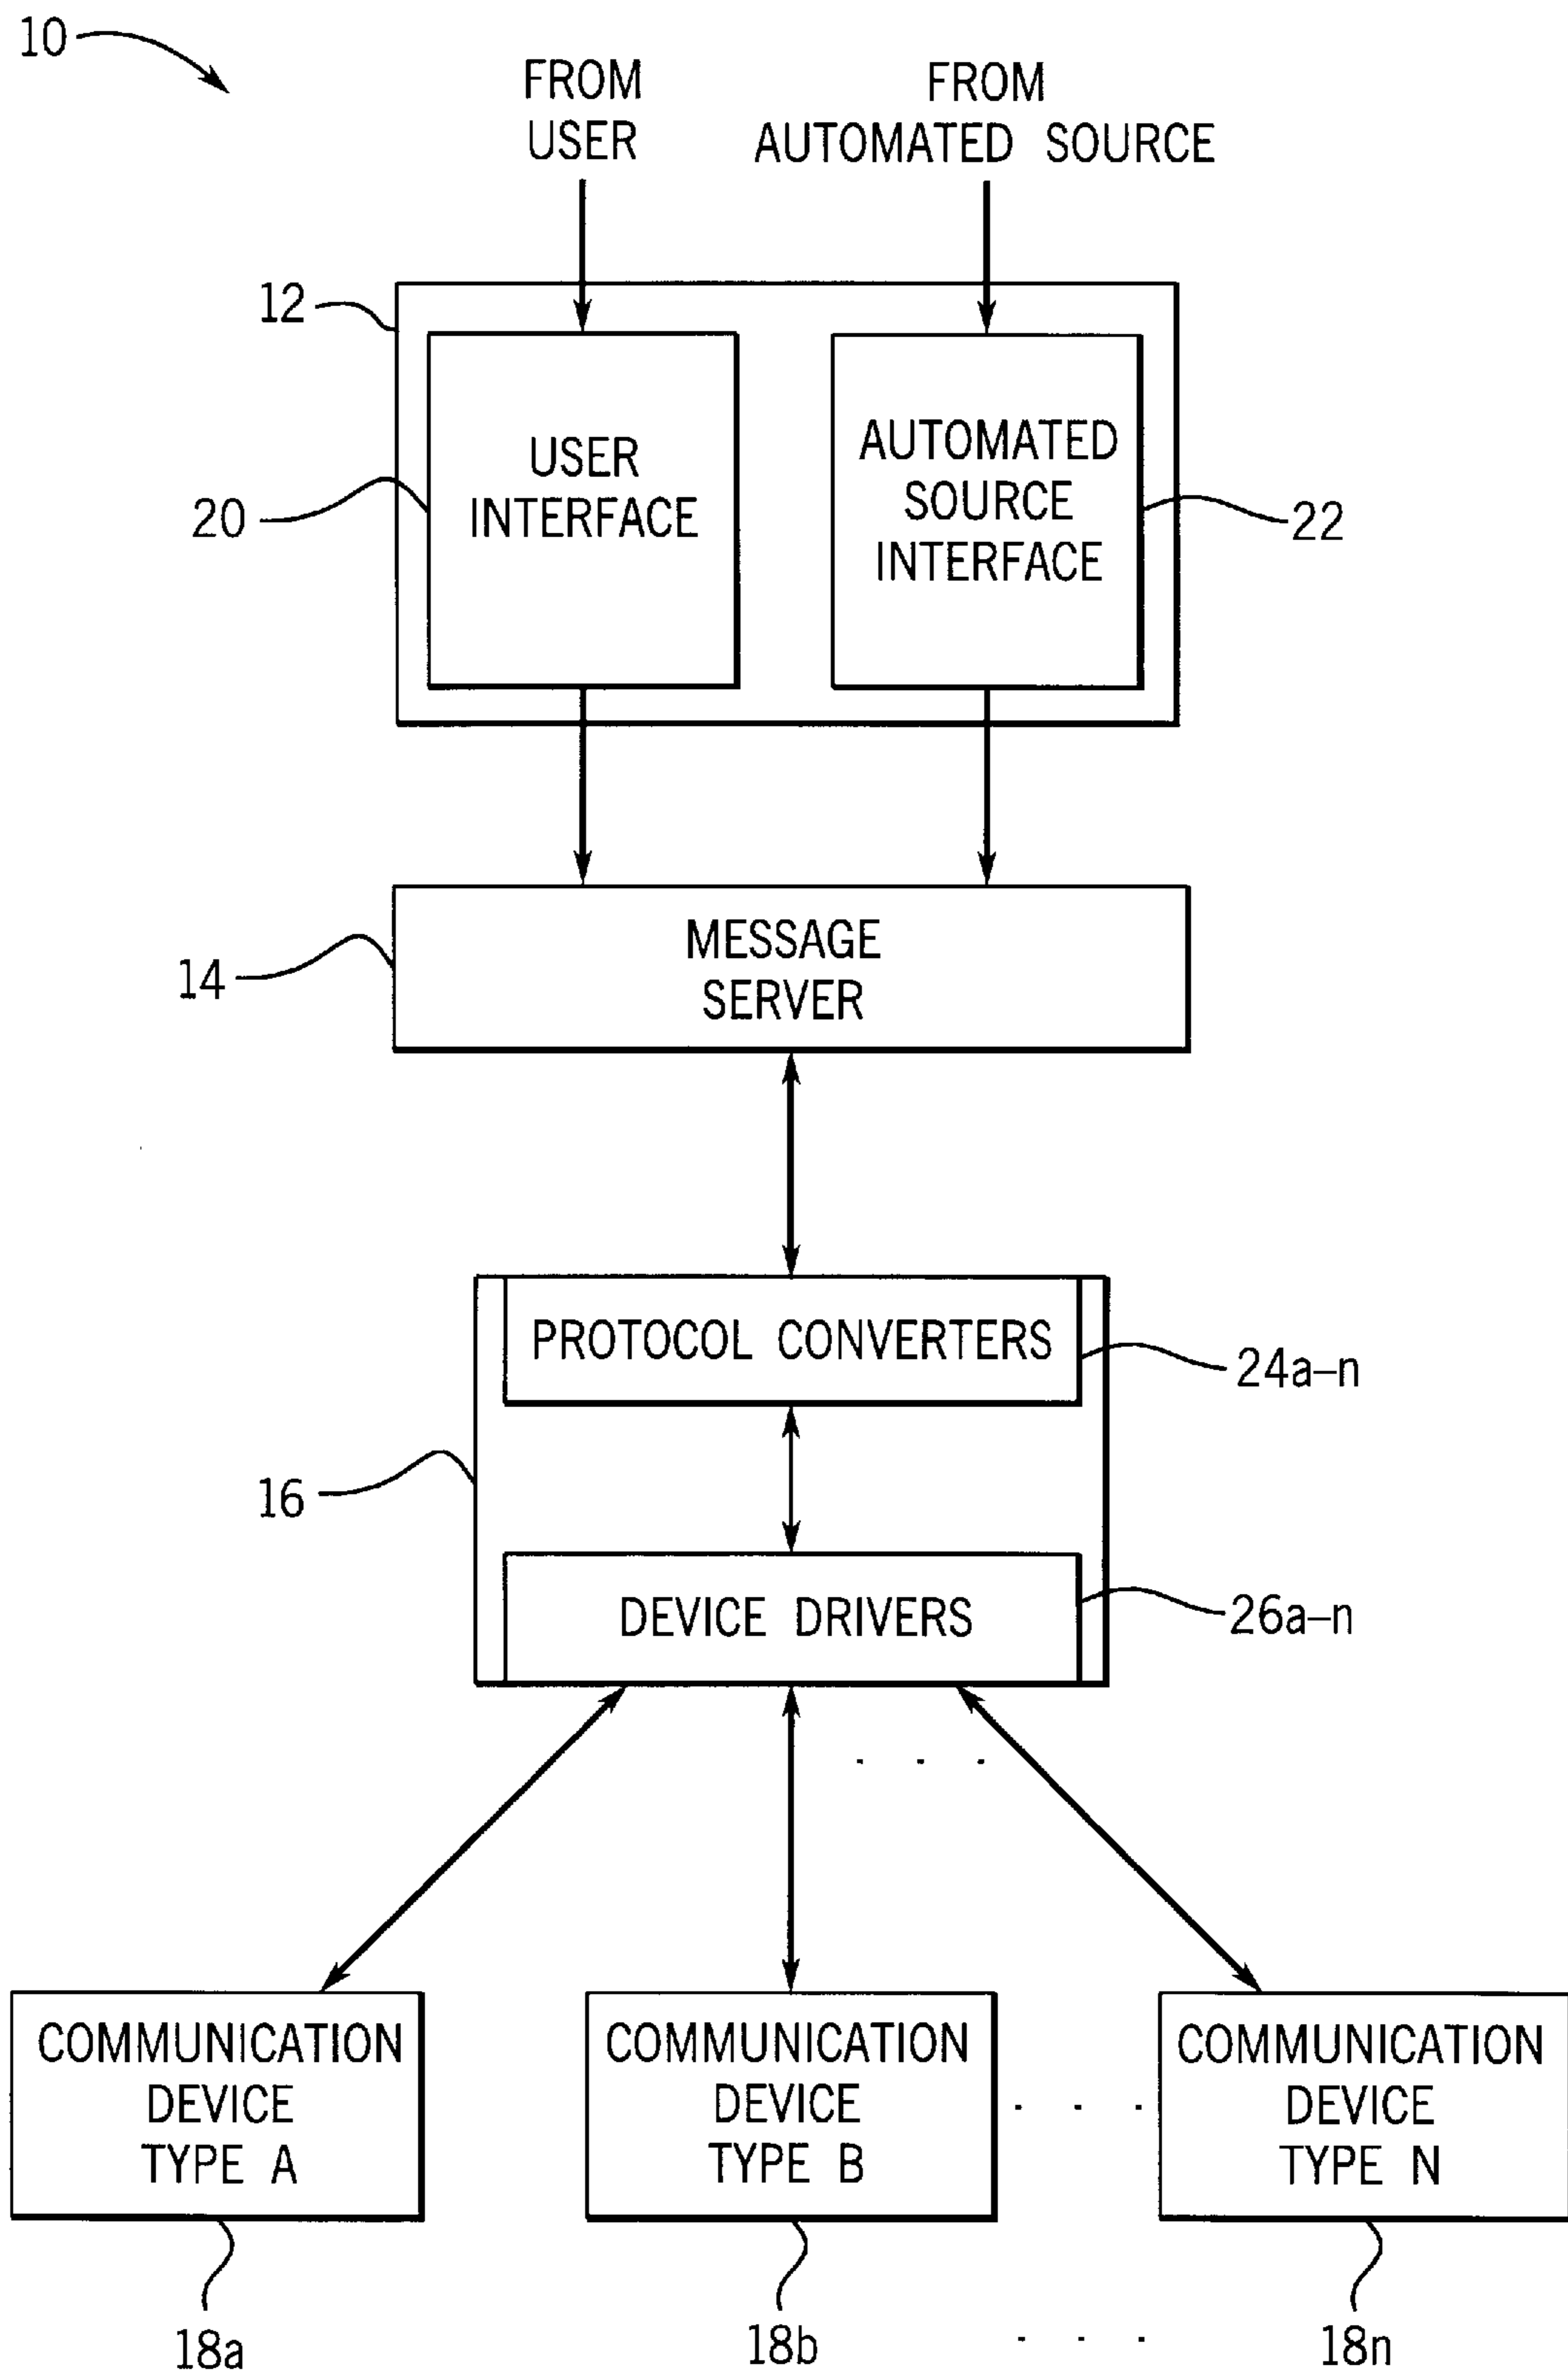 10
FROM
USER
FROM
AUTOMATED SOURCE
12
USER
INTERFACE
20
AUTOMATED
SOURCE
INTERFACE
22
MESSAGE
SERVER
14
PROTOCOL CONVERTERS
24a–n
16
DEVICE DRIVERS
26a–n
. . .
COMMUNICATION
DEVICE
TYPE A
COMMUNICATION
DEVICE
TYPE B
. . .
COMMUNICATION
DEVICE
TYPE N
18a
18b
. . .
18n